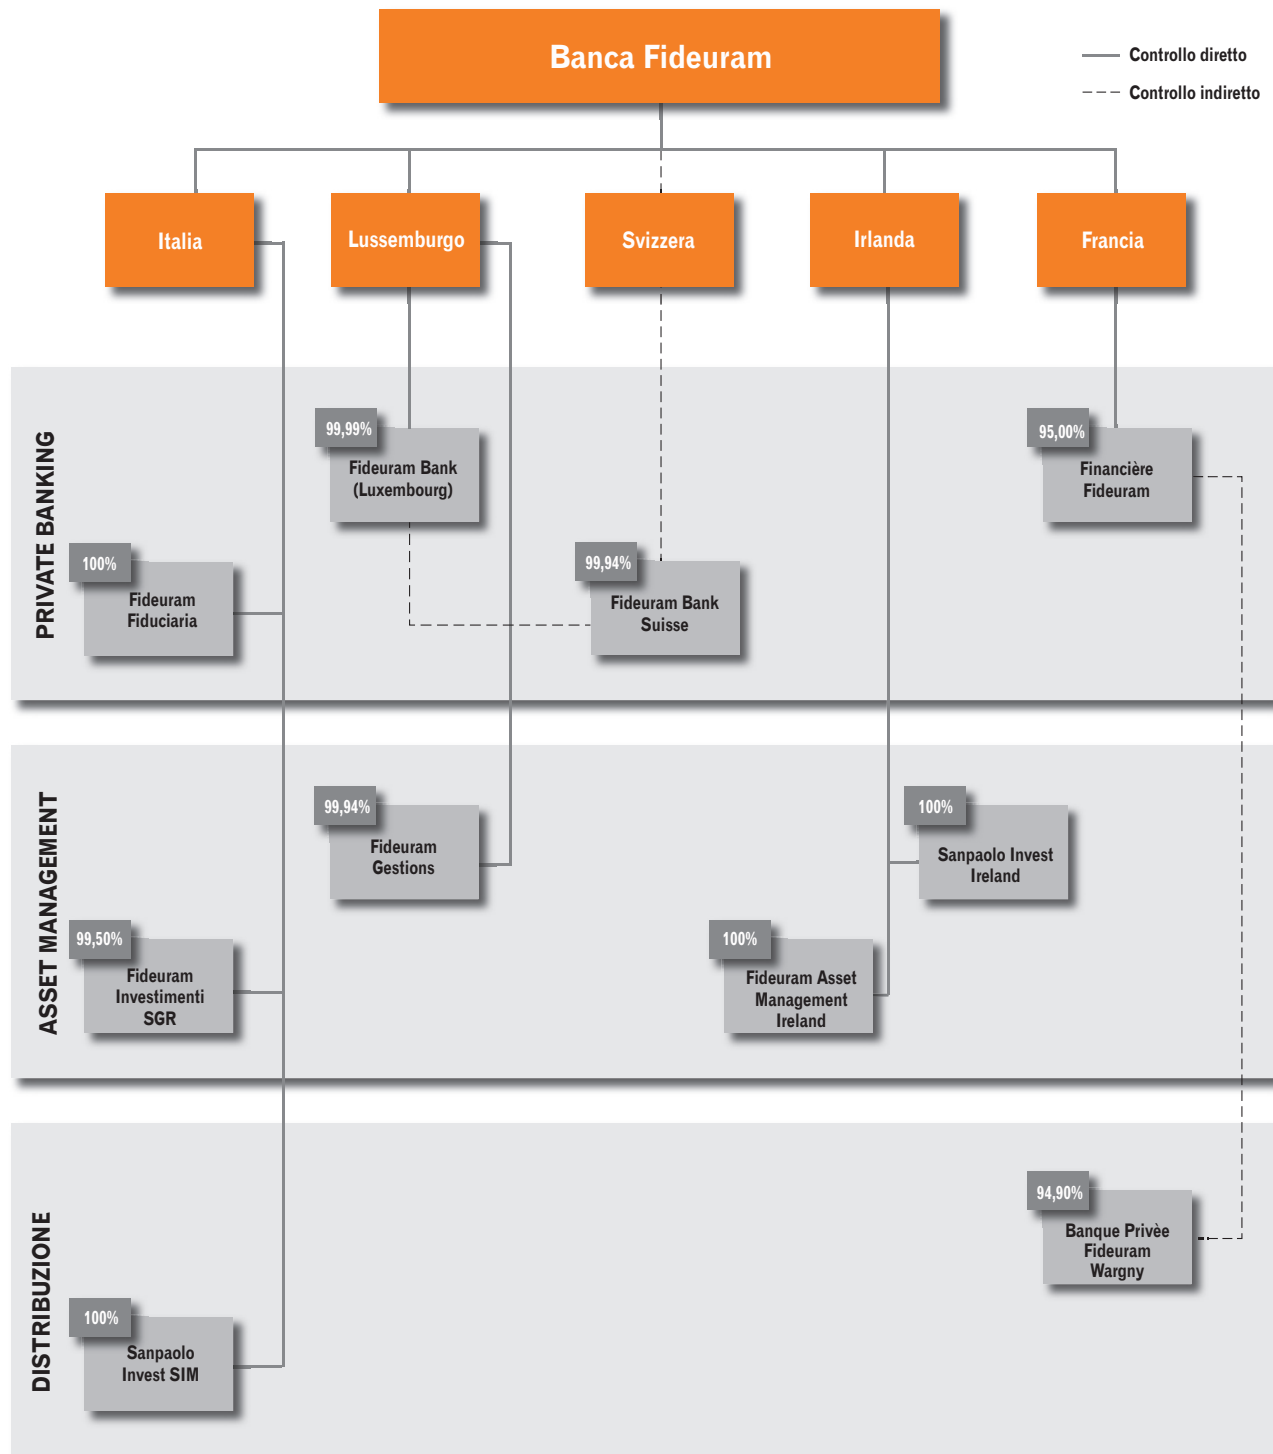 Banca Fideuram
Controllo diretto
Controllo indiretto
Italia
Lussemburgo
Svizzera
Irlanda
Francia
PRIVATE BANKING
99,99%
Fideuram Bank
(Luxembourg)
95,00%
Financière
Fideuram
100%
Fideuram
Fiduciaria
99,94%
Fideuram Bank
Suisse
ASSET MANAGEMENT
99,94%
Fideuram
Gestions
100%
Sanpaolo Invest
Ireland
99,50%
Fideuram
Investimenti
SGR
100%
Fideuram Asset
Management
Ireland
DISTRIBUZIONE
94,90%
Banque Privèe
Fideuram
Wargny
100%
Sanpaolo
Invest SIM